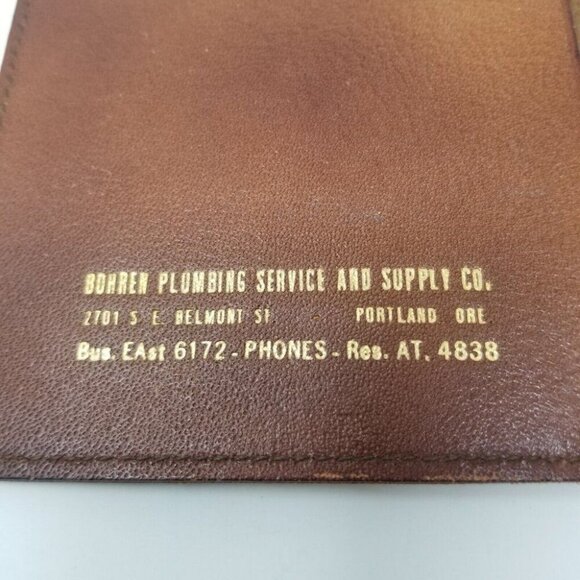 BOHREN PLUMBING SERVICE AND SUPPLY CO.
2701 S E. BELMONT ST PORTLAND ORE
Bus. EAst 6172 - PHONES - Res. AT. 4838